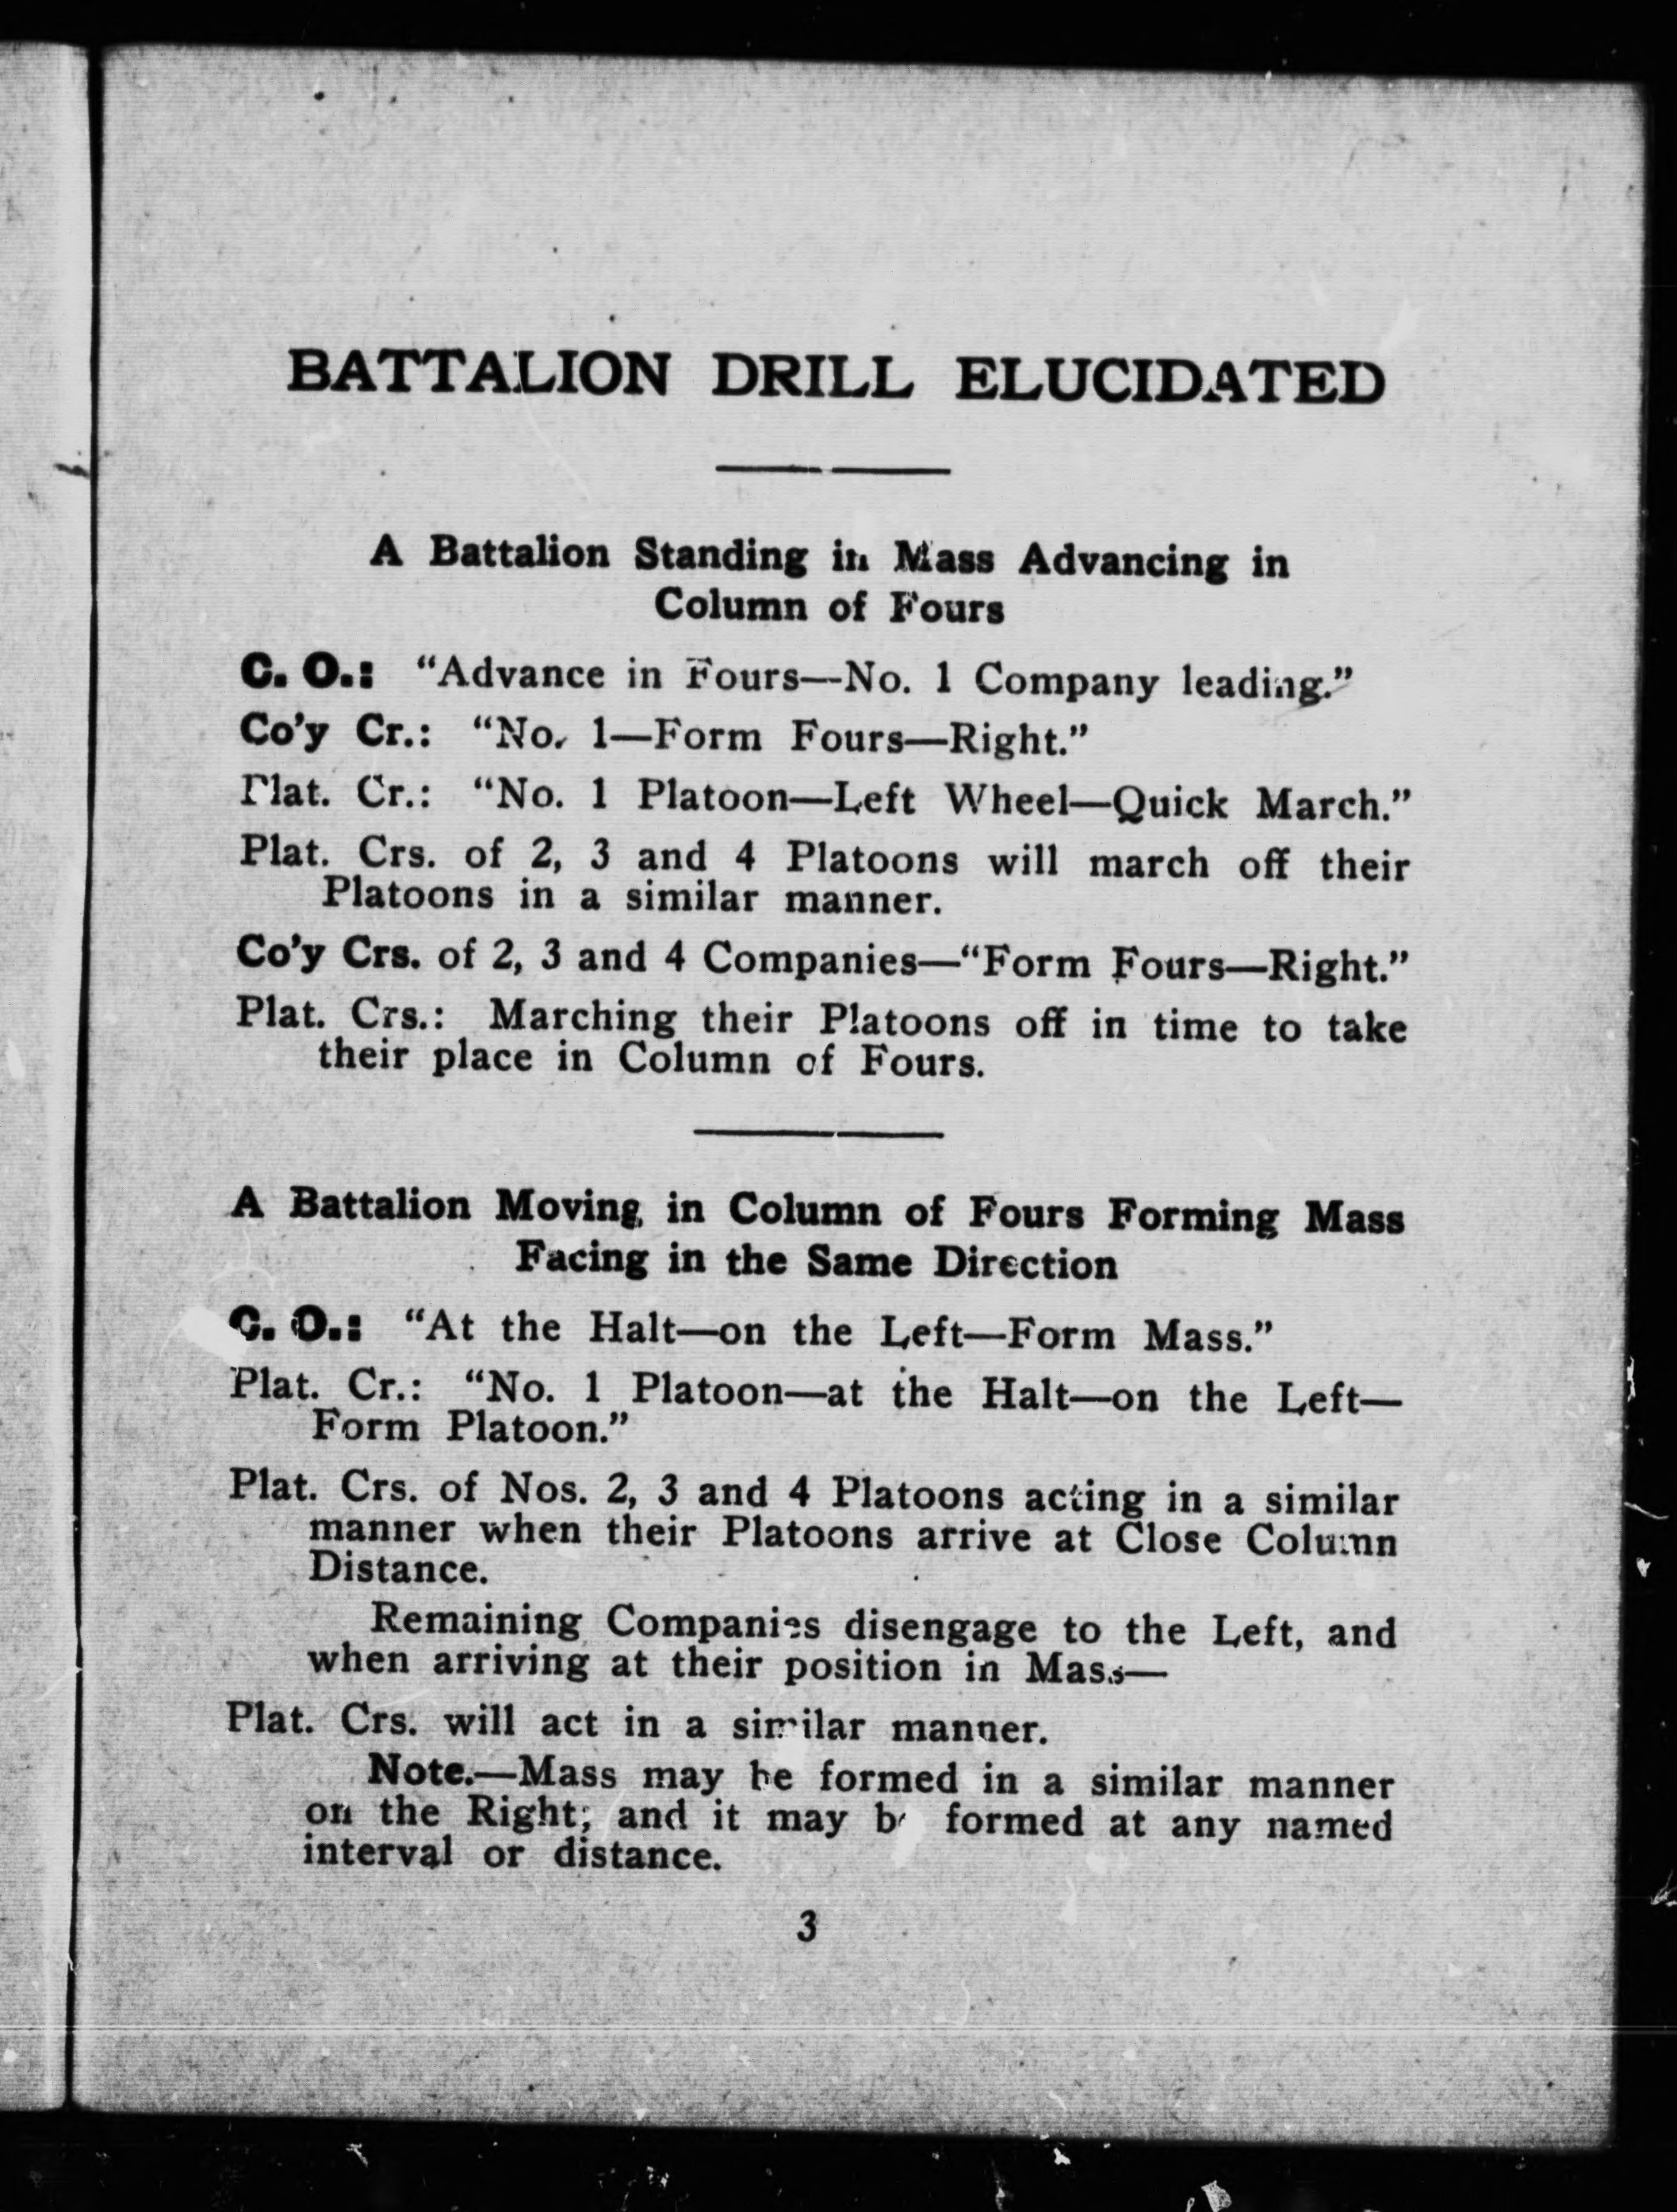 BATTALION DRILL ELUCIDATED
A Battalion Standing in Mass Advancing in
Column of Fours
C. O.: “Advance in Fours—No. 1 Company leading.”
Co’y Cr.: “No. 1—Form Fours—Right.”
Plat. Cr.: “No. 1 Platoon—Left Wheel—Quick March.”
Plat. Crs. of 2, 3 and 4 Platoons will march off their
Platoons in a similar manner.
Co’y Crs. of 2, 3 and 4 Companies—“Form Fours—Right.”
Plat. Crs.: Marching their Platoons off in time to take
their place in Column of Fours.
A Battalion Moving in Column of Fours Forming Mass
Facing in the Same Direction
C. O.: “At the Halt—on the Left—Form Mass.”
Plat. Cr.: “No. 1 Platoon—at the Halt—on the Left—
Form Platoon.”
Plat. Crs. of Nos. 2, 3 and 4 Platoons acting in a similar
manner when their Platoons arrive at Close Column
Distance.
Remaining Companies disengage to the Left, and
when arriving at their position in Mass—
Plat. Crs. will act in a similar manner.
Note.—Mass may be formed in a similar manner
on the Right; and it may be formed at any named
interval or distance.
3